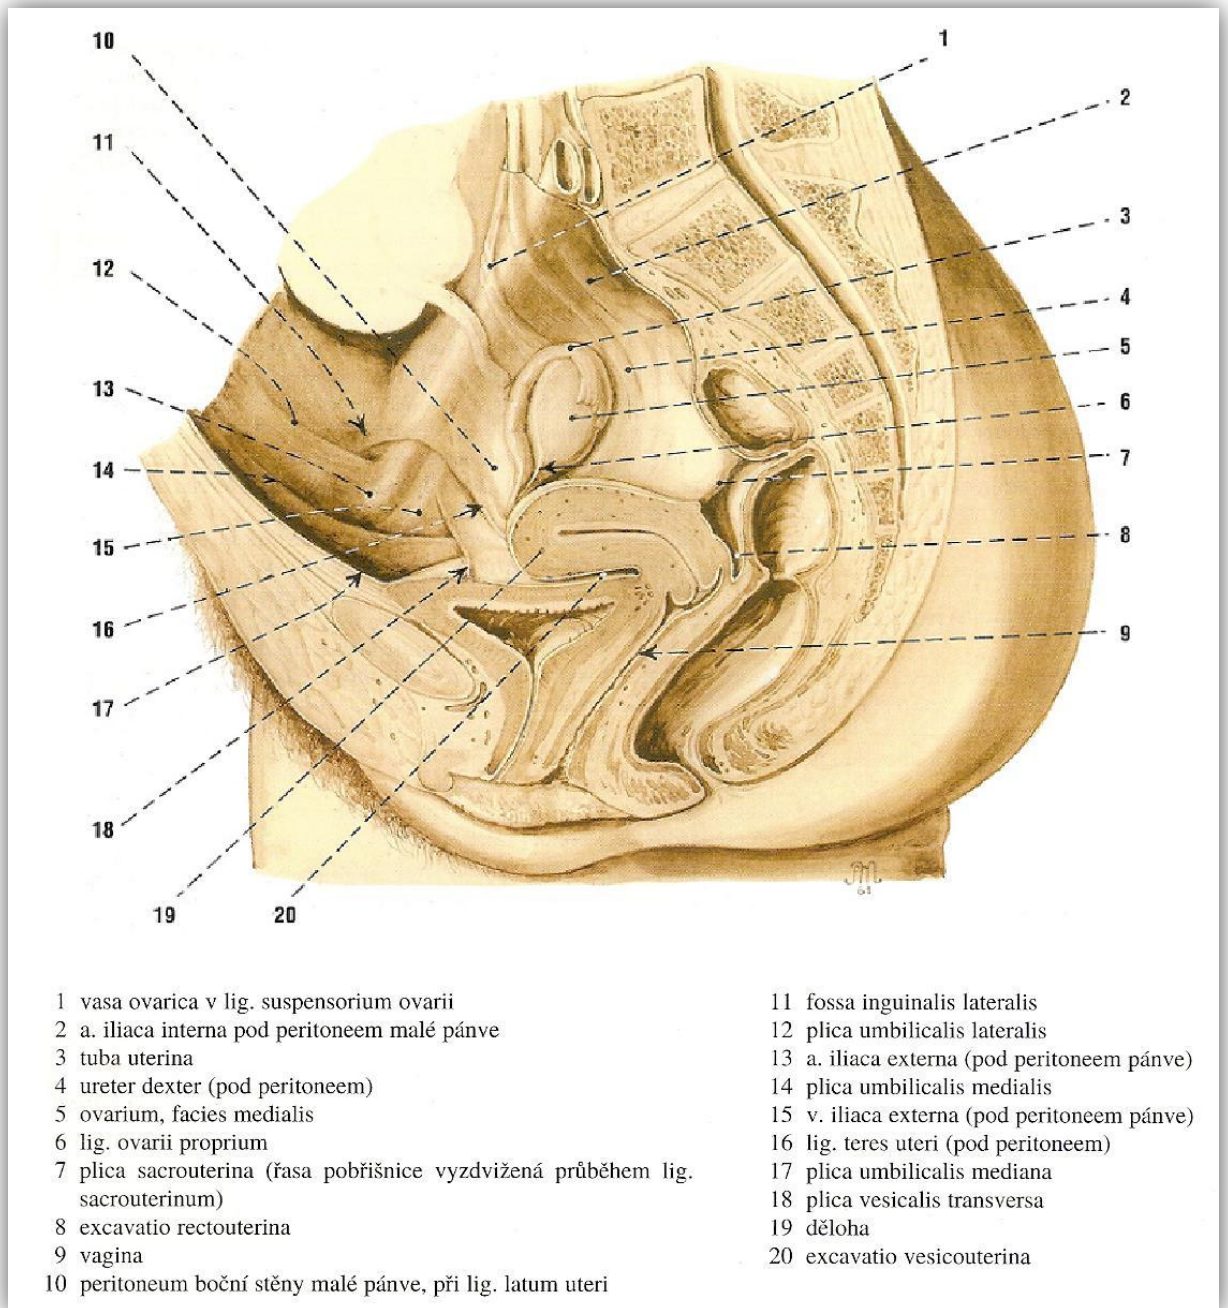 10
1
2
11
3
12
4
5
13
6
7
14
8
15
16
9
17
18
19
20
61
1 vasa ovarica v lig. suspensorium ovarii
2 a. iliaca interna pod peritoneem malé pánve
3 tuba uterina
4 ureter dexter (pod peritoneem)
5 ovarium, facies medialis
6 lig. ovarii proprium
7 plica sacrouterina (řasa pobřišnice vyzdvižená průběhem lig.
sacrouterinum)
8 excavatio rectouterina
9 vagina
10 peritoneum boční stěny malé pánve, při lig. latum uteri
11 fossa inguinalis lateralis
12 plica umbilicalis lateralis
13 a. iliaca externa (pod peritoneem pánve)
14 plica umbilicalis medialis
15 v. iliaca externa (pod peritoneem pánve)
16 lig. teres uteri (pod peritoneem)
17 plica umbilicalis mediana
18 plica vesicalis transversa
19 děloha
20 excavatio vesicouterina